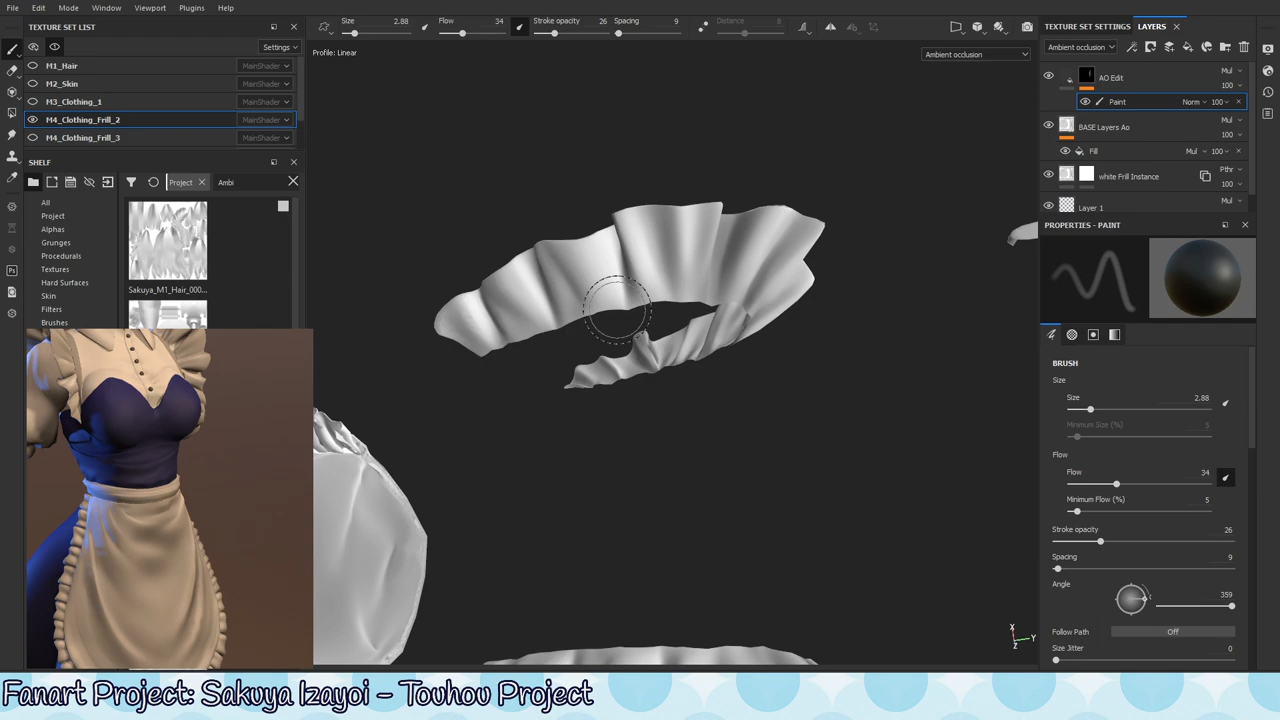 File Edit Mode Window Viewport Plugins Help
TEXTURE SET LIST
Settings
M1_Hair MainShader
M2_Skin MainShader
M3_Clothing_1 MainShader
M4_Clothing_Frill_2 MainShader
M4_Clothing_Frill_3 MainShader
SHELF
Project Ambi
All
Project
Alphas
Grunges
Procedurals
Textures
Hard Surfaces
Skin
Filters
Brushes
Sakuya_M1_Hair_000...
Ps
Size 2.88 Flow 34 Stroke opacity 26 Spacing 9 Distance 8
Profile: Linear
Ambient occlusion
X
Y
Z
TEXTURE SET SETTINGS LAYERS
Ambient occlusion
AO Edit Mul 100
Paint Norm 100
BASE Layers Ao Mul 100
Fill Mul 100
white Frill Instance Pthr 100
Layer 1 Mul
PROPERTIES - PAINT
BRUSH
Size
Size 2.88
Minimum Size (%) 5
Flow
Flow 34
Minimum Flow (%) 5
Stroke opacity 26
Spacing 9
Angle
359
Follow Path Off
Size Jitter 0
Fanart Project: Sakuya Izayoi - Touhou Project